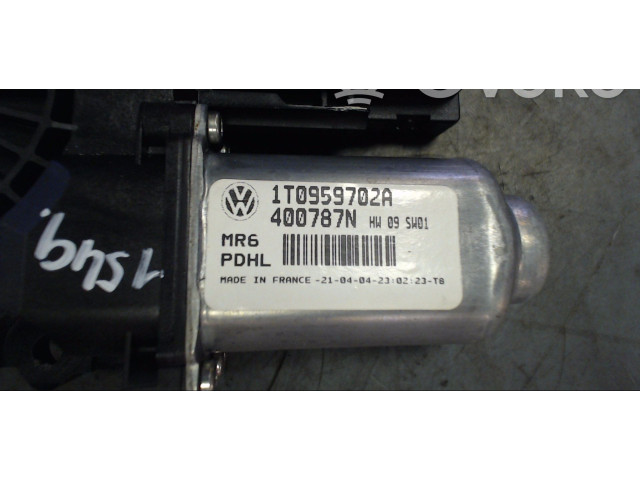 1T0959702A
400787N HW 09 SW01
MR6
PDHL
MADE IN FRANCE -21-04-04-23:02:23-T6
1549.